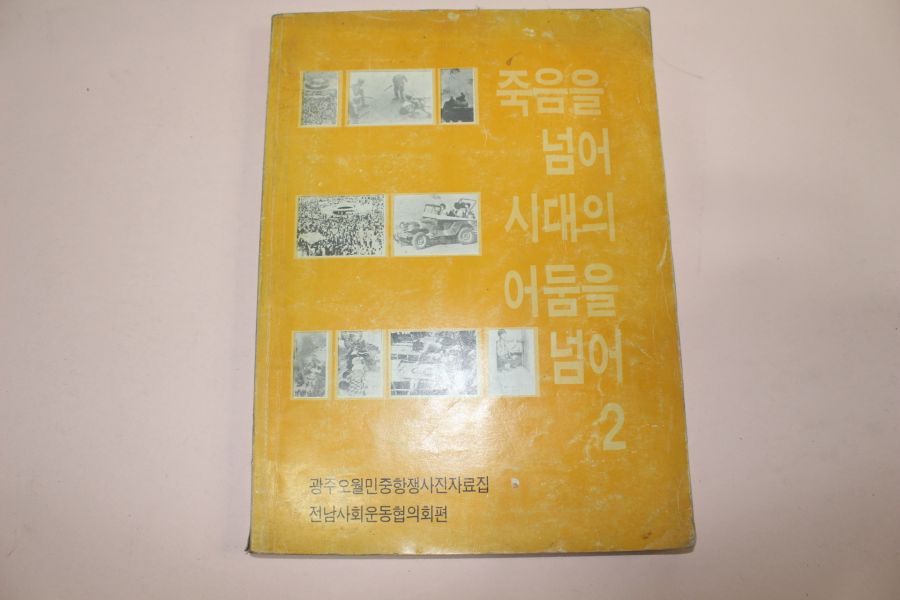 죽음을
넘어
시대의
어둠을
넘어
2
광주오월민중항쟁사진자료집
전남사회운동협의회편